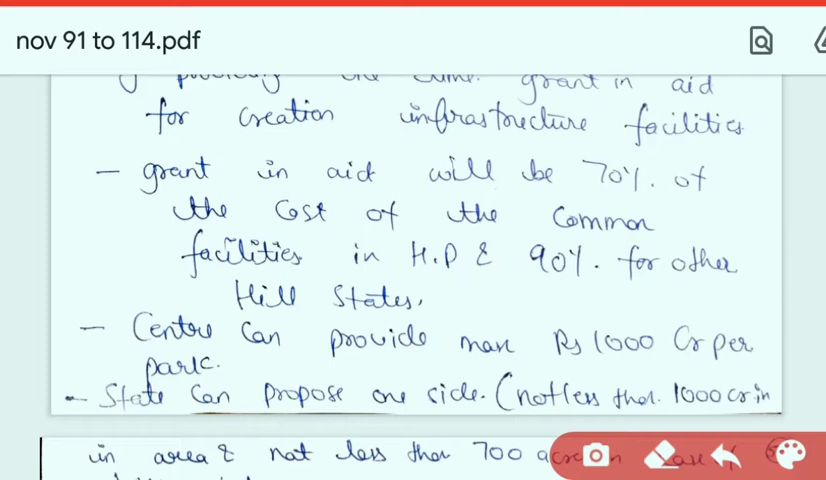 nov 91 to 114.pdf
grant in aid
for creation infrastructure facilities
- grant in aid will be 70% of
the Cost of the Common
facilities in H.P & 90% for other
Hill States.
- Centre Can provide max Rs 1000 Cr per
park.
- State Can propose one side. (not less than 1000 cr in
in area & not less than 700